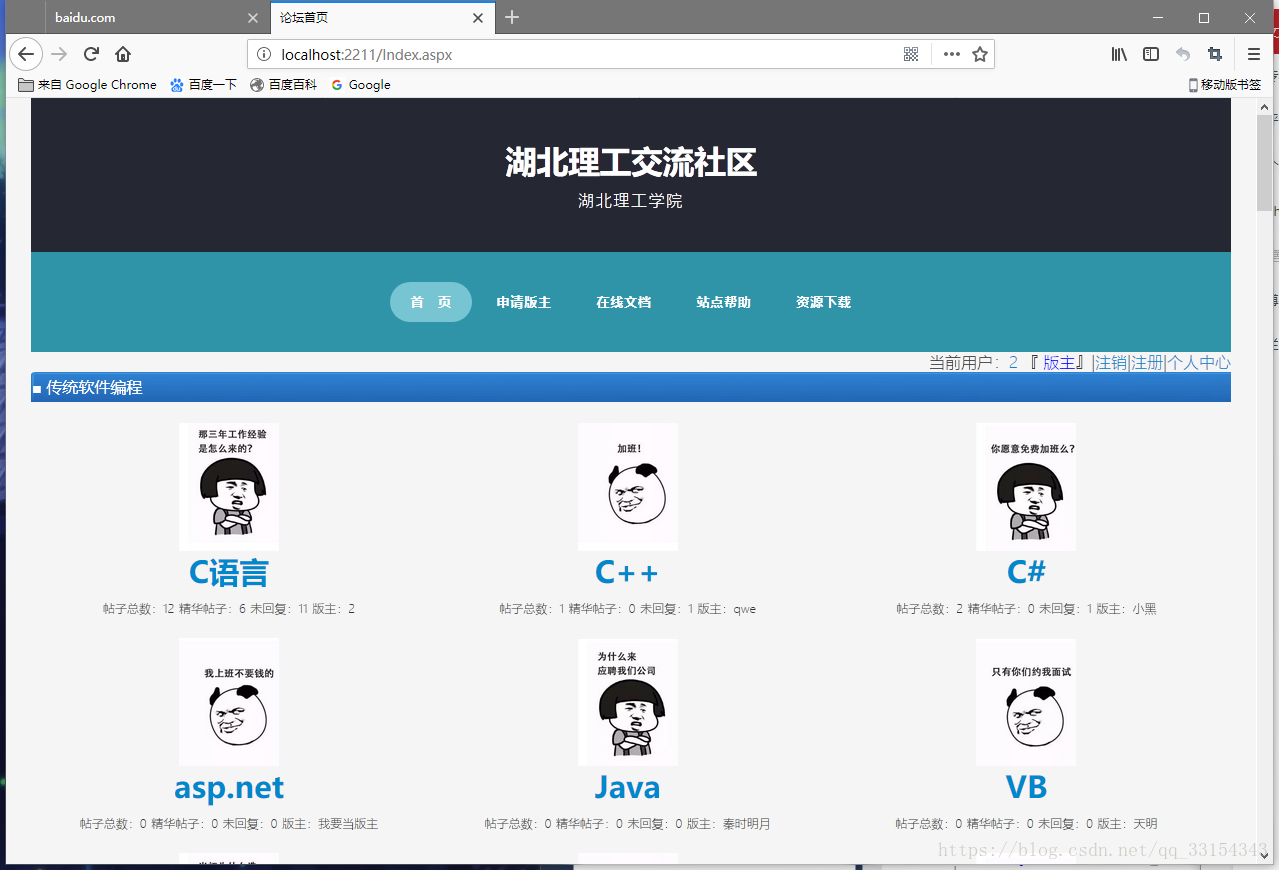 baidu.com
论坛首页
localhost:2211/Index.aspx
来自 Google Chrome
百度一下
百度百科
Google
移动版书签
湖北理工交流社区
湖北理工学院
首 页
申请版主
在线文档
站点帮助
资源下载
当前用户：2 『版主』|注销|注册|个人中心
传统软件编程
那三年工作经验
是怎么来的?
加班!
你愿意免费加班么?
C语言
C++
C#
帖子总数：12 精华帖子：6 未回复：11 版主：2
帖子总数：1 精华帖子：0 未回复：1 版主：qwe
帖子总数：2 精华帖子：0 未回复：1 版主：小黑
我上班不要钱的
为什么来
应聘我们公司
只有你们约我面试
asp.net
Java
VB
帖子总数：0 精华帖子：0 未回复：0 版主：我要当版主
帖子总数：0 精华帖子：0 未回复：0 版主：秦时明月
帖子总数：0 精华帖子：0 未回复：0 版主：天明
https://blog.csdn.net/qq_33154343